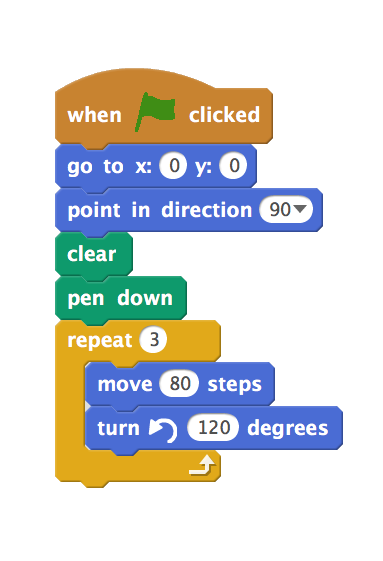 when clicked
go to x: 0 y: 0
point in direction 90
clear
pen down
repeat 3
move 80 steps
turn 120 degrees